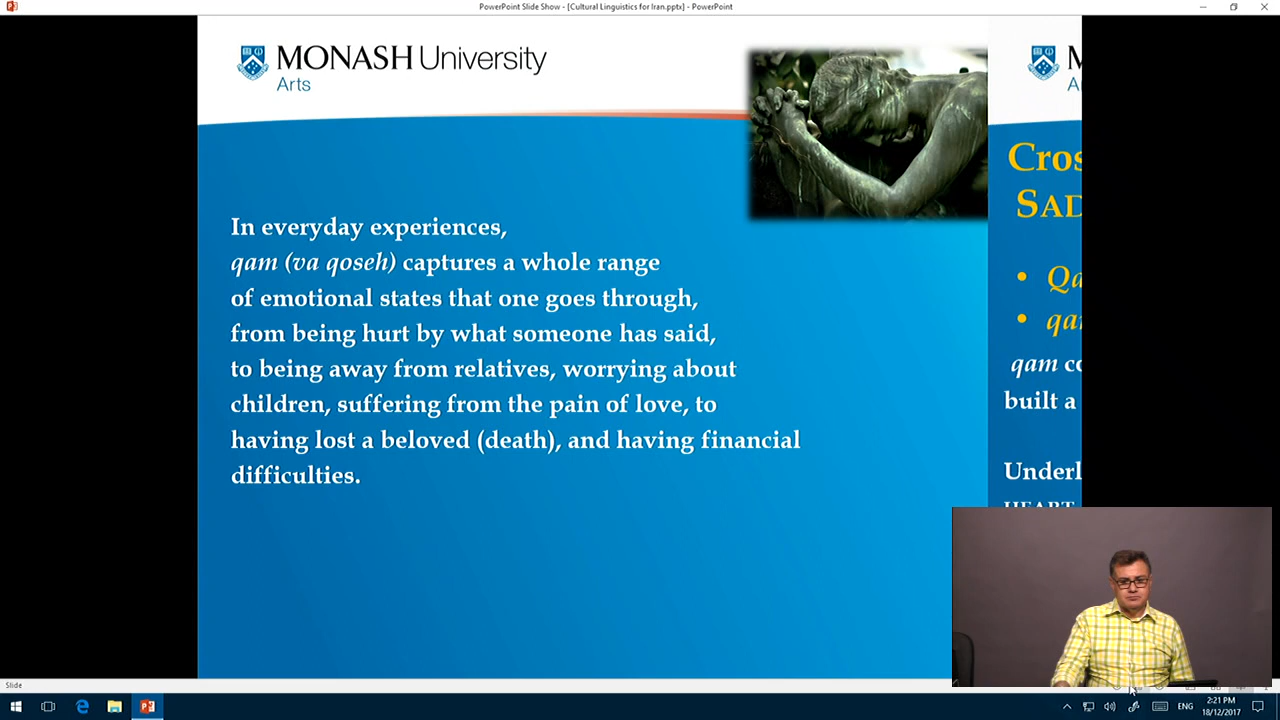 PowerPoint Slide Show - [Cultural Linguistics for Iran.pptx] - PowerPoint
MONASH University
Arts
In everyday experiences,
qam (va qoseh) captures a whole range
of emotional states that one goes through,
from being hurt by what someone has said,
to being away from relatives, worrying about
children, suffering from the pain of love, to
having lost a beloved (death), and having financial
difficulties.
M
A
Cros
SAD
• Qa
• qa
qam co
built a
Underl
HEART
Slide
ENG
2:21 PM
18/12/2017